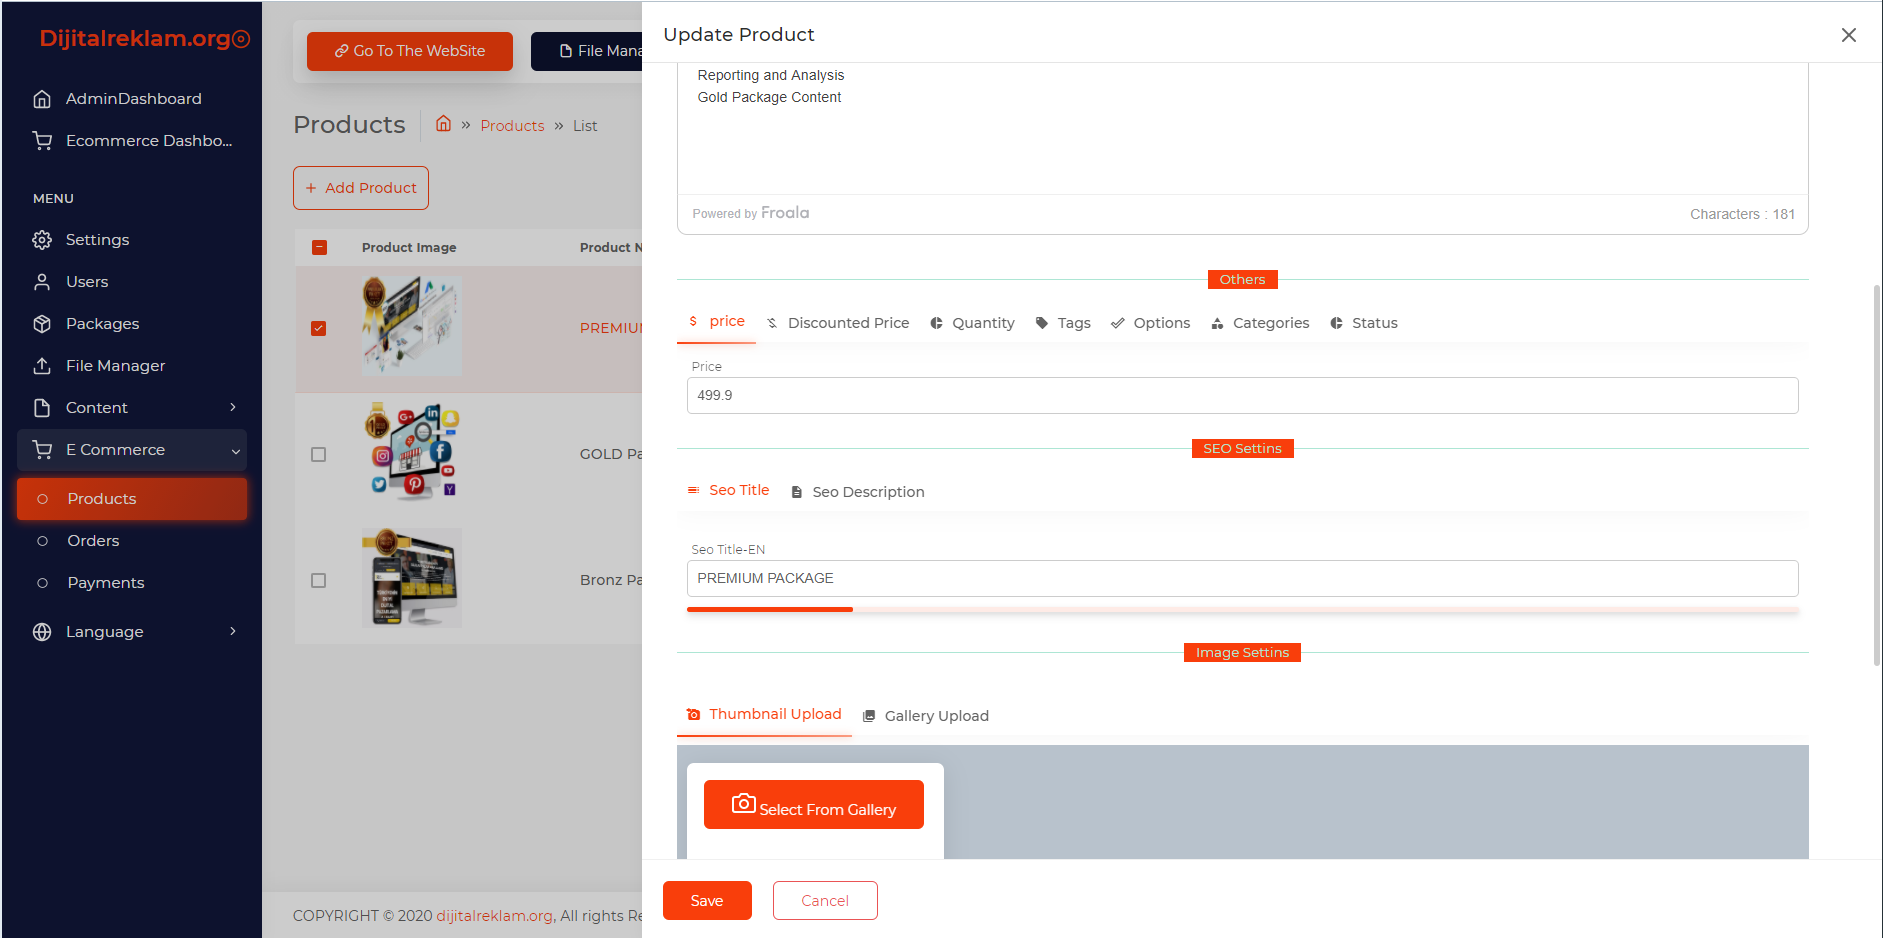 Dijitalreklam.org
AdminDashboard
Ecommerce Dashbo...
MENU
Settings
Users
Packages
File Manager
Content
E Commerce
Products
Orders
Payments
Language
Go To The WebSite
File Mana
Products
» Products » List
+ Add Product
Product Image
Product N
PREMIUM
GOLD Pa
Bronz Pa
COPYRIGHT © 2020 dijitalreklam.org, All rights Re
Update Product
Reporting and Analysis
Gold Package Content
Powered by Froala
Characters : 181
Others
$ price
Discounted Price
Quantity
Tags
Options
Categories
Status
Price
499.9
SEO Settins
Seo Title
Seo Description
Seo Title-EN
PREMIUM PACKAGE
Image Settins
Thumbnail Upload
Gallery Upload
Select From Gallery
Save
Cancel